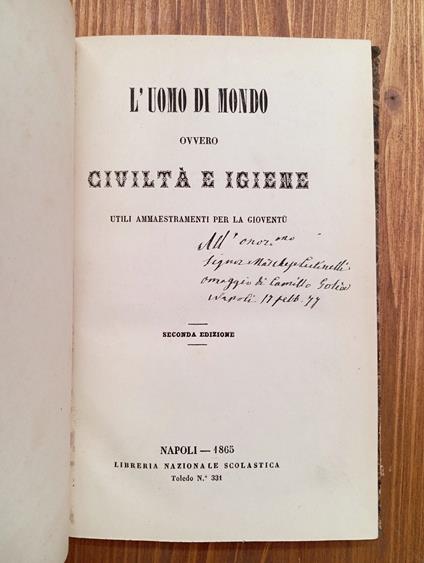 L'UOMO DI MONDO
OVVERO
CIVILTÀ E IGIENE
UTILI AMMAESTRAMENTI PER LA GIOVENTÙ
All' onor.mo
Signor
omaggio di Camillo
Napoli 17 febb. 77
SECONDA EDIZIONE
NAPOLI — 1865
LIBRERIA NAZIONALE SCOLASTICA
Toledo N.° 331